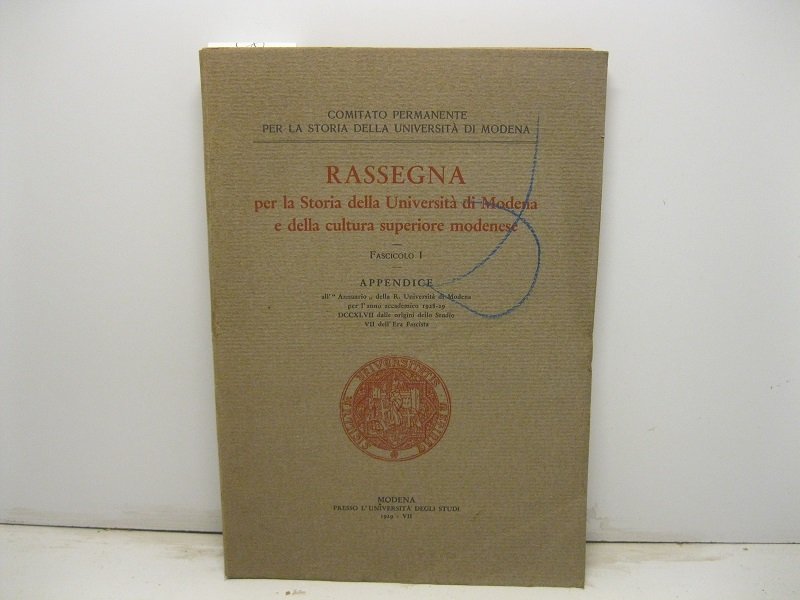 COMITATO PERMANENTE
PER LA STORIA DELLA UNIVERSITÀ DI MODENA
RASSEGNA
per la Storia della Università di Modena
e della cultura superiore modenese
FASCICOLO I
APPENDICE
all'" Annuario „ della R. Università di Modena
per l'anno accademico 1928-29
DCCXLVII dalle origini dello Studio
VII dell'Era Fascista
MODENA
PRESSO L'UNIVERSITÀ DEGLI STUDI
1929 - VII